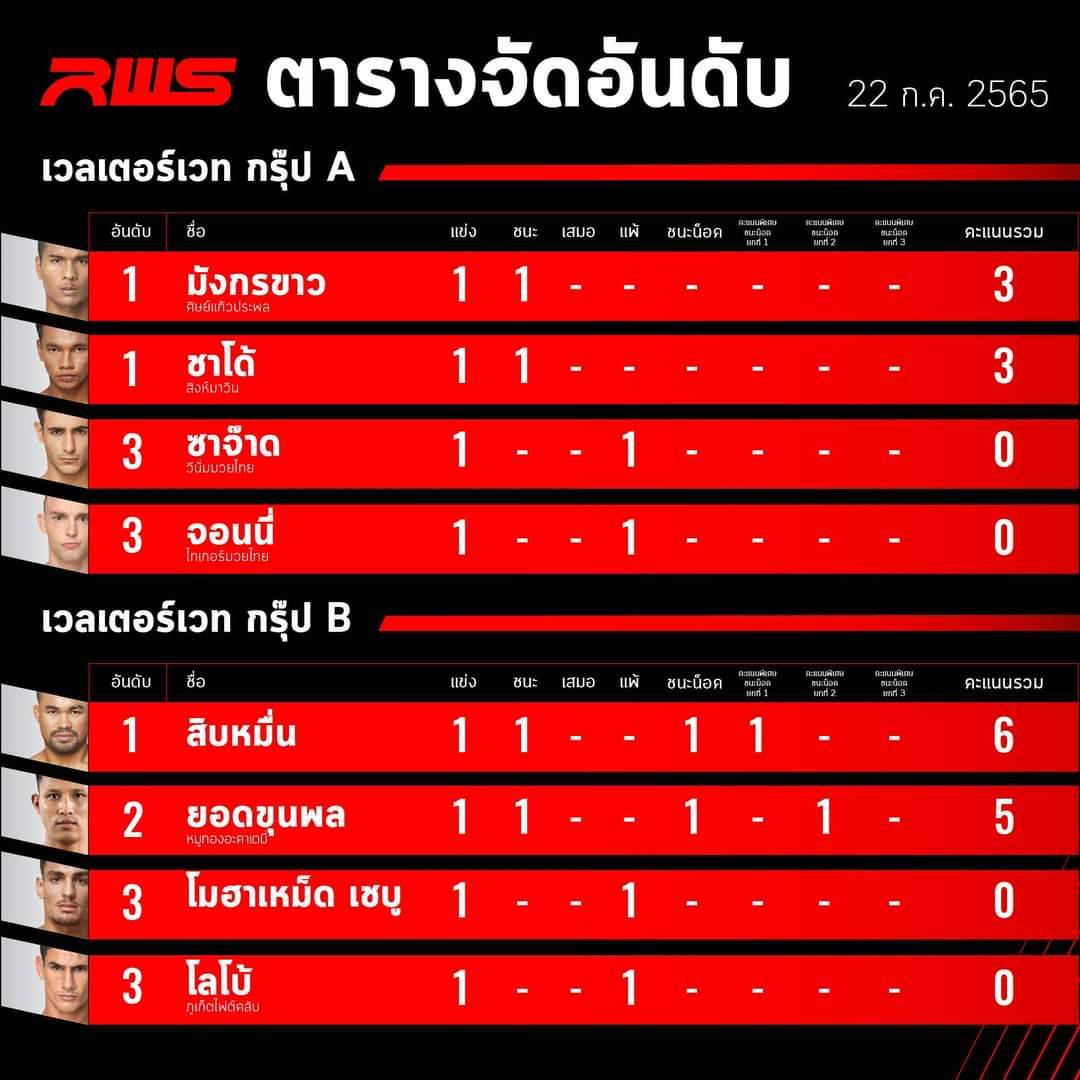 RWS ตารางจัดอันดับ 22 ก.ค. 2565
เวลเตอร์เวท กรุ๊ป A
อันดับ ชื่อ แข่ง ชนะ เสมอ แพ้ ชนะน็อค คะแนนพิเศษ ชนะน็อค ยกที่ 1 คะแนนพิเศษ ชนะน็อค ยกที่ 2 คะแนนพิเศษ ชนะน็อค ยกที่ 3 คะแนนรวม
1 มังกรขาว 1 1 - - - - - - 3
ศิษย์แก้วประพล
1 ชาโด้ 1 1 - - - - - - 3
สิงห์มาวิน
3 ซาจ๊าด 1 - - 1 - - - - 0
วีนั่มมวยไทย
3 จอนนี่ 1 - - 1 - - - - 0
ไทเกอร์มวยไทย
เวลเตอร์เวท กรุ๊ป B
อันดับ ชื่อ แข่ง ชนะ เสมอ แพ้ ชนะน็อค คะแนนพิเศษ ชนะน็อค ยกที่ 1 คะแนนพิเศษ ชนะน็อค ยกที่ 2 คะแนนพิเศษ ชนะน็อค ยกที่ 3 คะแนนรวม
1 สิบหมื่น 1 1 - - 1 1 - - 6
2 ยอดขุนพล 1 1 - - 1 - 1 - 5
หมูทองอะคาเดมี่
3 โมฮาเหม็ด เชบู 1 - - 1 - - - - 0
3 โลโบ้ 1 - - 1 - - - - 0
ภูเก็ตไฟต์คลับ